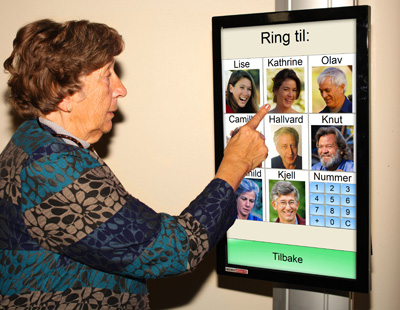 Ring til:
Lise Kathrine Olav
Hallvard Knut
Kjell Nummer
1 2 3
4 5 6
7 8 9
+ 0 C
Tilbake